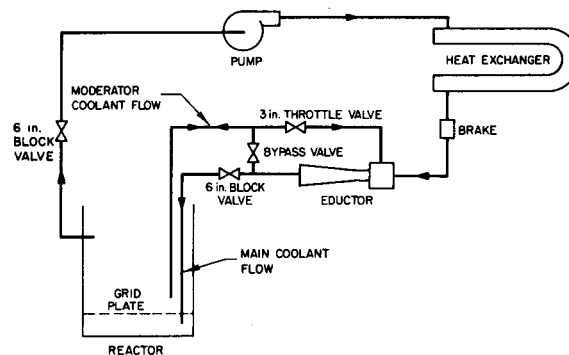 PUMP
HEAT EXCHANGER
MODERATOR
COOLANT FLOW
3 in. THROTTLE VALVE
6 in.
BLOCK
VALVE
BRAKE
BYPASS VALVE
6 in. BLOCK
VALVE
EDUCTOR
MAIN COOLANT
FLOW
GRID
PLATE
REACTOR